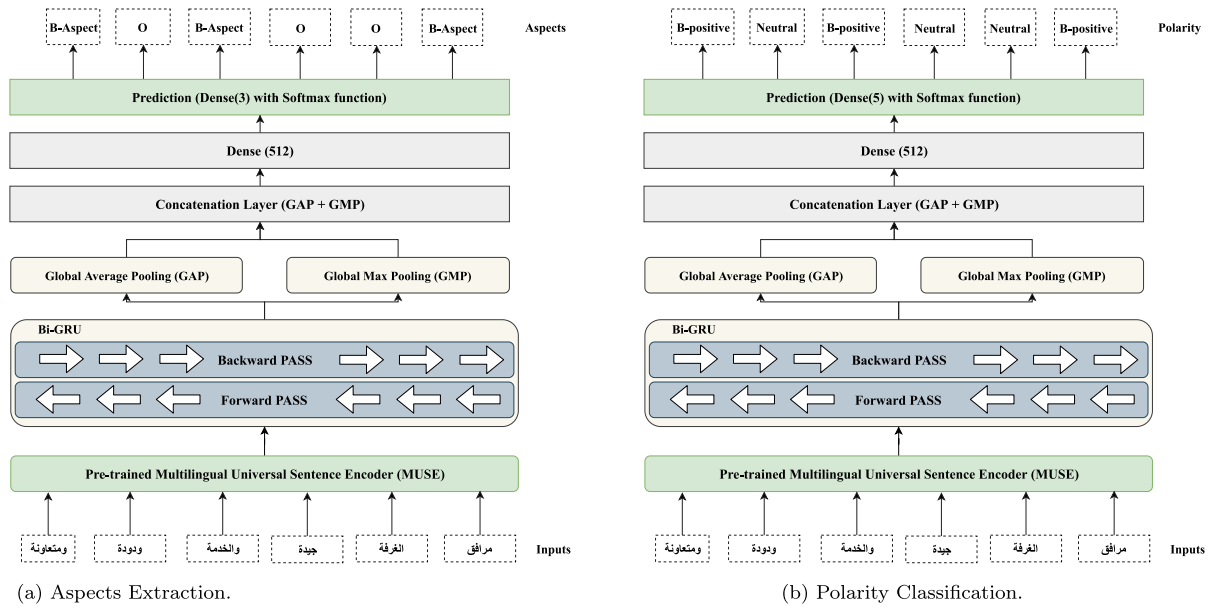 B-Aspect O B-Aspect O O B-Aspect Aspects
Prediction (Dense(3) with Softmax function)
Dense (512)
Concatenation Layer (GAP + GMP)
Global Average Pooling (GAP) Global Max Pooling (GMP)
Bi-GRU
Backward PASS
Forward PASS
Pre-trained Multilingual Universal Sentence Encoder (MUSE)
مرافق الغرفة جيدة والخدمة ودودة ومتعاونة Inputs
(a) Aspects Extraction.
B-positive Neutral B-positive Neutral Neutral B-positive Polarity
Prediction (Dense(5) with Softmax function)
Dense (512)
Concatenation Layer (GAP + GMP)
Global Average Pooling (GAP) Global Max Pooling (GMP)
Bi-GRU
Backward PASS
Forward PASS
Pre-trained Multilingual Universal Sentence Encoder (MUSE)
مرافق الغرفة جيدة والخدمة ودودة ومتعاونة Inputs
(b) Polarity Classification.